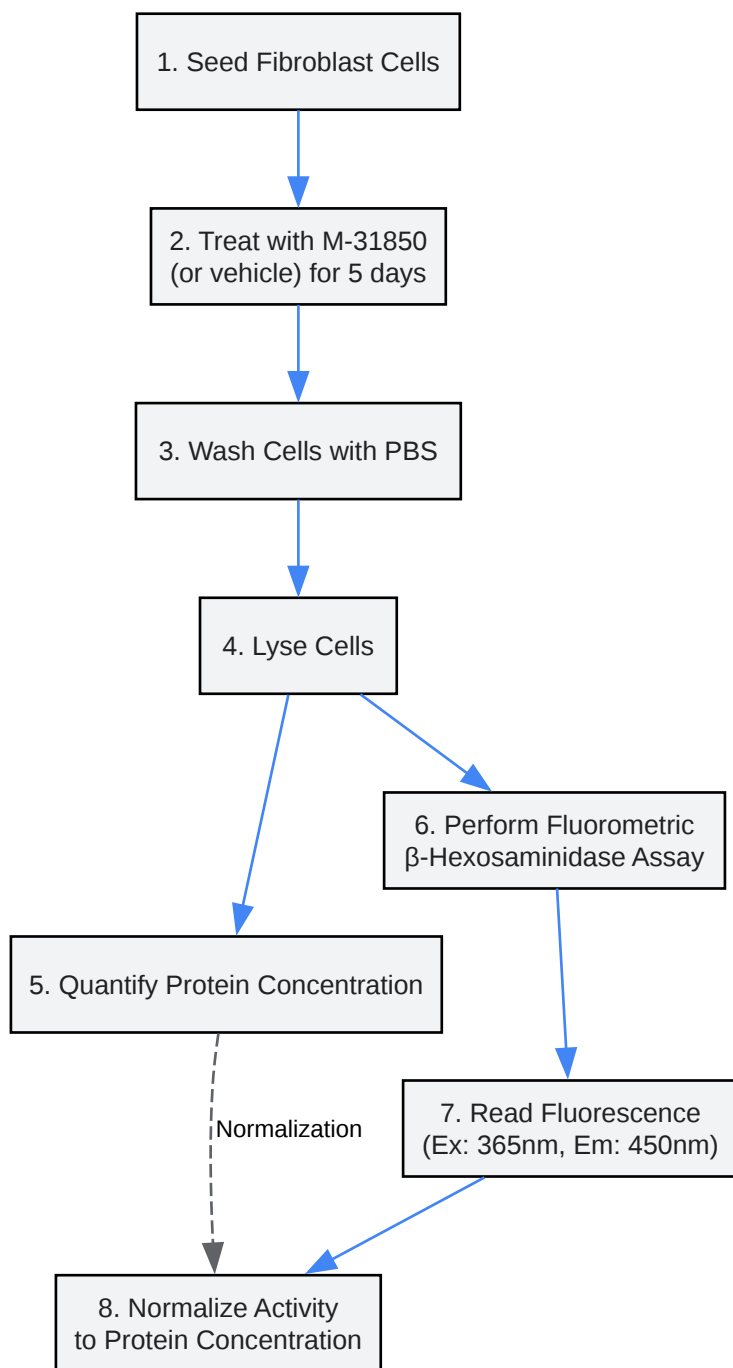 1. Seed Fibroblast Cells
2. Treat with M-31850
(or vehicle) for 5 days
3. Wash Cells with PBS
4. Lyse Cells
6. Perform Fluorometric
β-Hexosaminidase Assay
5. Quantify Protein Concentration
7. Read Fluorescence
(Ex: 365nm, Em: 450nm)
Normalization
8. Normalize Activity
to Protein Concentration